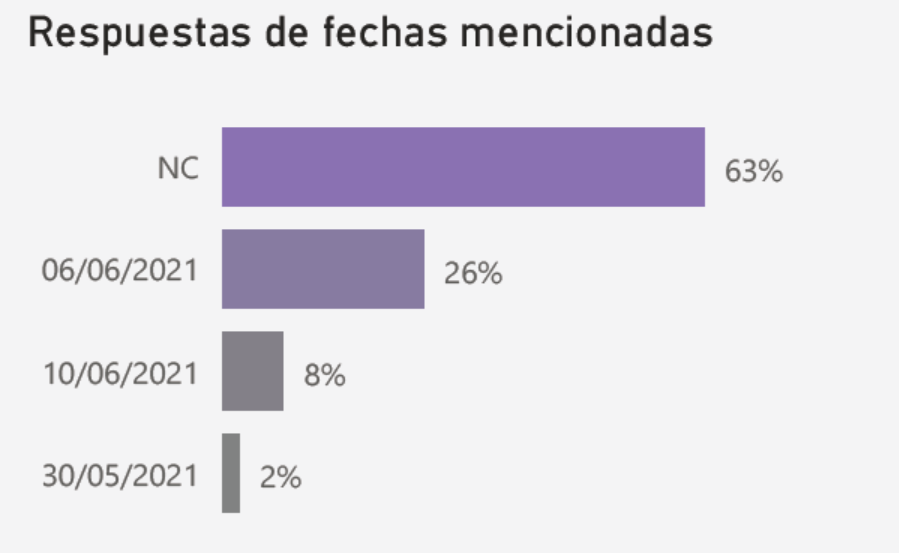 Respuestas de fechas mencionadas
NC 63%
06/06/2021 26%
10/06/2021 8%
30/05/2021 2%